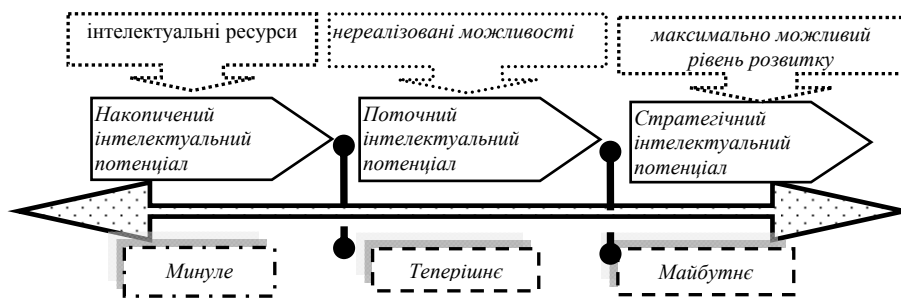 інтелектуальні ресурси
нереалізовані можливості
максимально можливий
рівень розвитку
Накопичений
інтелектуальний
потенціал
Поточний
інтелектуальний
потенціал
Стратегічний
інтелектуальний
потенціал
Минуле
Теперішнє
Майбутнє